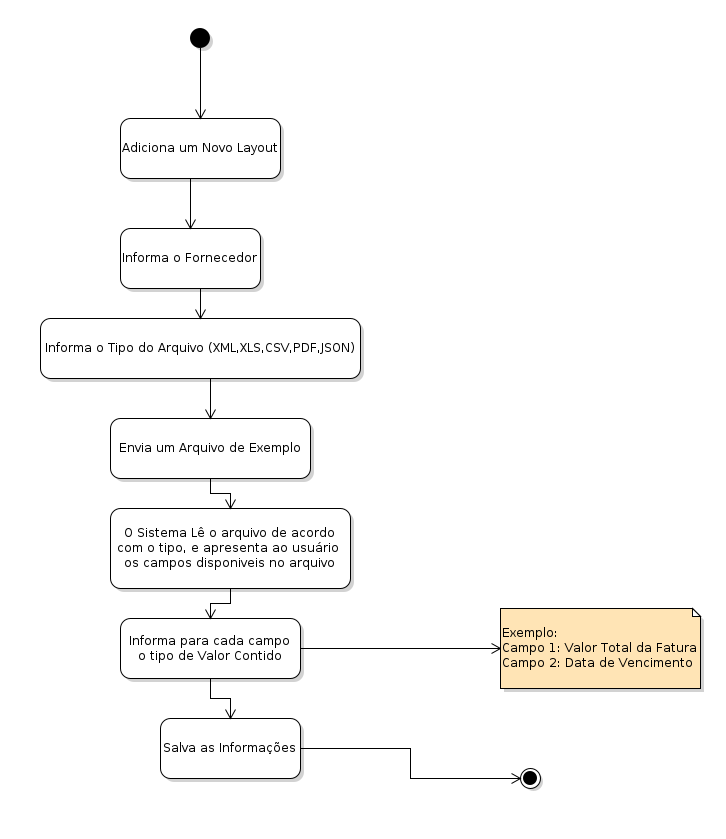 Adiciona um Novo Layout
Informa o Fornecedor
Informa o Tipo do Arquivo (XML,XLS,CSV,PDF,JSON)
Envia um Arquivo de Exemplo
O Sistema Lê o arquivo de acordo
com o tipo, e apresenta ao usuário
os campos disponiveis no arquivo
Informa para cada campo
o tipo de Valor Contido
Exemplo:
Campo 1: Valor Total da Fatura
Campo 2: Data de Vencimento
Salva as Informações